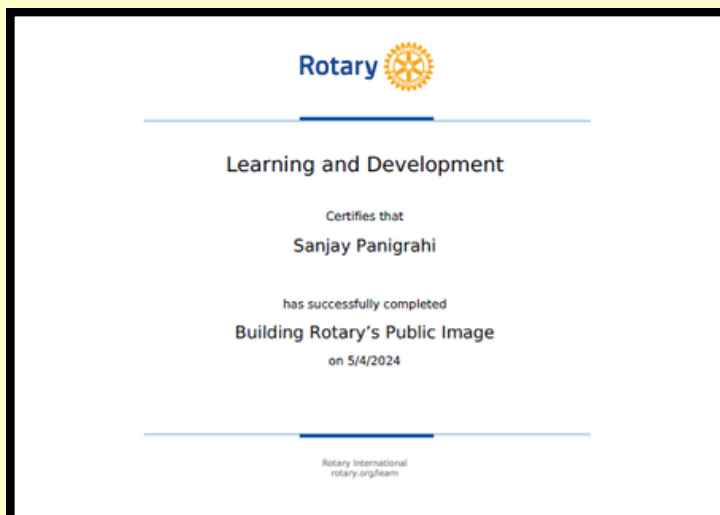 Rotary
Learning and Development
Certifies that
Sanjay Panigrahi
has successfully completed
Building Rotary's Public Image
on 5/4/2024
Rotary International
rotary.org/learn